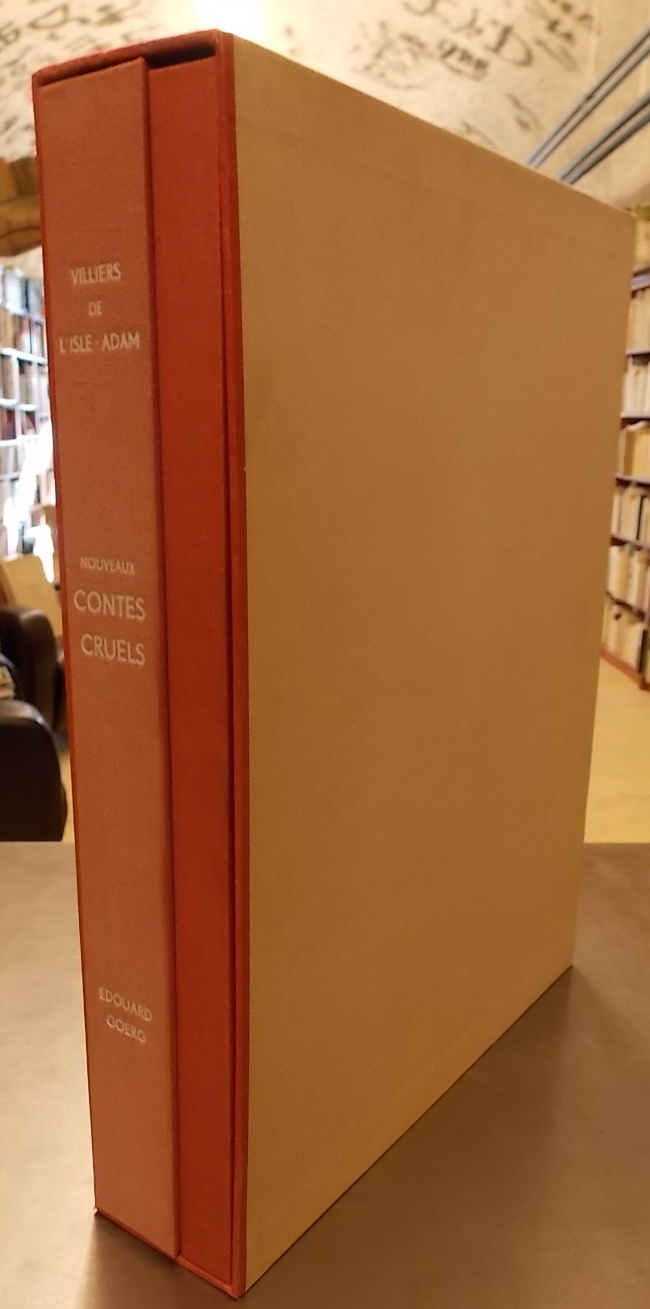 VILLIERS
DE
L'ISLE-ADAM
NOUVEAUX
CONTES
CRUELS
EDOUARD
GOERG